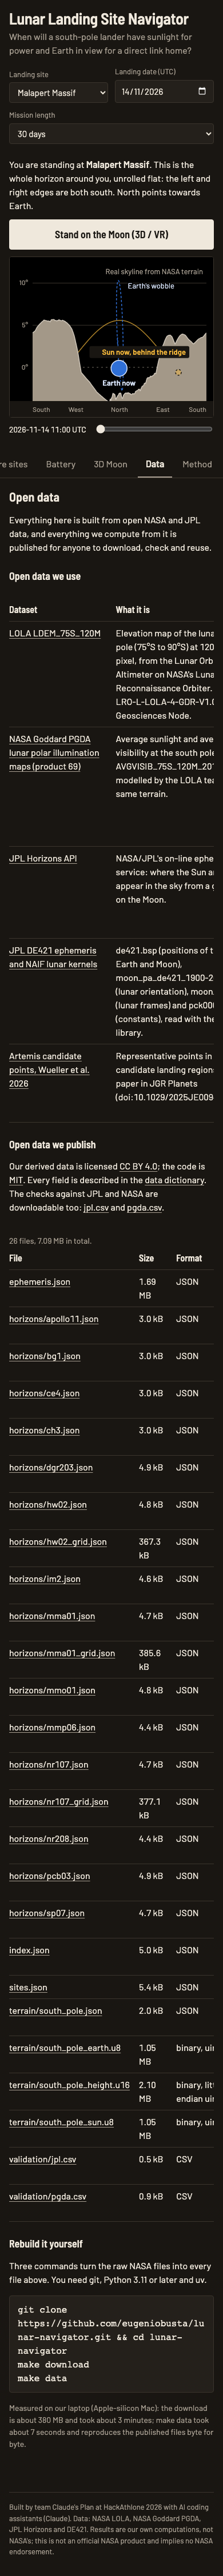 Lunar Landing Site Navigator
When will a south-pole lander have sunlight for
power and Earth in view for a direct link home?
Landing site
Landing date (UTC)
Malapert Massif
14/11/2026
Mission length
30 days
You are standing at Malapert Massif. This is the
whole horizon around you, unrolled flat: the left and
right edges are both south. North points towards
Earth.
Stand on the Moon (3D / VR)
Real skyline from NASA terrain
10°
Earth's wobble
5°
Sun now, behind the ridge
0°
Earth now
South West North East South
2026-11-14 11:00 UTC
re sites Battery 3D Moon Data Method
Open data
Everything here is built from open NASA and JPL
data, and everything we compute from it is
published for anyone to download, check and reuse.
Open data we use
Dataset What it is
LOLA LDEM_75S_120M
Elevation map of the luna
pole (75°S to 90°S) at 120
pixel, from the Lunar Orb
Altimeter on NASA's Luna
Reconnaissance Orbiter.
LRO-L-LOLA-4-GDR-V1.0
Geosciences Node.
NASA Goddard PGDA
lunar polar illumination
maps (product 69)
Average sunlight and ave
visibility at the south pole
AVGVISIB_75S_120M_201
modelled by the LOLA tea
same terrain.
JPL Horizons API
NASA/JPL's on-line ephe
service: where the Sun a
appear in the sky from a g
on the Moon.
JPL DE421 ephemeris
and NAIF lunar kernels
de421.bsp (positions of t
Earth and Moon),
moon_pa_de421_1900-2
(lunar orientation), moon
(lunar frames) and pck000
(constants), read with the
library.
Artemis candidate
points, Wueller et al.
2026
Representative points in
candidate landing regions
paper in JGR Planets
(doi:10.1029/2025JE009
Open data we publish
Our derived data is licensed CC BY 4.0; the code is
MIT. Every field is described in the data dictionary.
The checks against JPL and NASA are
downloadable too: jpl.csv and pgda.csv.
26 files, 7.09 MB in total.
File Size Format
ephemeris.json 1.69 MB JSON
horizons/apollo11.json 3.0 kB JSON
horizons/bg1.json 3.0 kB JSON
horizons/ce4.json 3.0 kB JSON
horizons/ch3.json 3.0 kB JSON
horizons/dgr203.json 4.9 kB JSON
horizons/hw02.json 4.8 kB JSON
horizons/hw02_grid.json 367.3 kB JSON
horizons/im2.json 4.6 kB JSON
horizons/mma01.json 4.7 kB JSON
horizons/mma01_grid.json 385.6 kB JSON
horizons/mmo01.json 4.8 kB JSON
horizons/mmp06.json 4.4 kB JSON
horizons/nr107.json 4.7 kB JSON
horizons/nr107_grid.json 377.1 kB JSON
horizons/nr208.json 4.4 kB JSON
horizons/pcb03.json 4.9 kB JSON
horizons/sp07.json 4.7 kB JSON
index.json 5.0 kB JSON
sites.json 5.4 kB JSON
terrain/south_pole.json 2.0 kB JSON
terrain/south_pole_earth.u8 1.05 MB binary, uin
terrain/south_pole_height.u16 2.10 MB binary, litt
endian uin
terrain/south_pole_sun.u8 1.05 MB binary, uin
validation/jpl.csv 0.5 kB CSV
validation/pgda.csv 0.9 kB CSV
Rebuild it yourself
Three commands turn the raw NASA files into every
file above. You need git, Python 3.11 or later and uv.
git clone
https://github.com/eugeniobusta/lu
nar-navigator.git && cd lunar-
navigator
make download
make data
Measured on our laptop (Apple-silicon Mac): the download
is about 380 MB and took about 3 minutes; make data took
about 7 seconds and reproduces the published files byte for
byte.
Built by team Claude's Plan at HackAthlone 2026 with AI coding
assistants (Claude). Data: NASA LOLA, NASA Goddard PGDA,
JPL Horizons and DE421. Results are our own computations, not
NASA's; this is not an official NASA product and implies no NASA
endorsement.